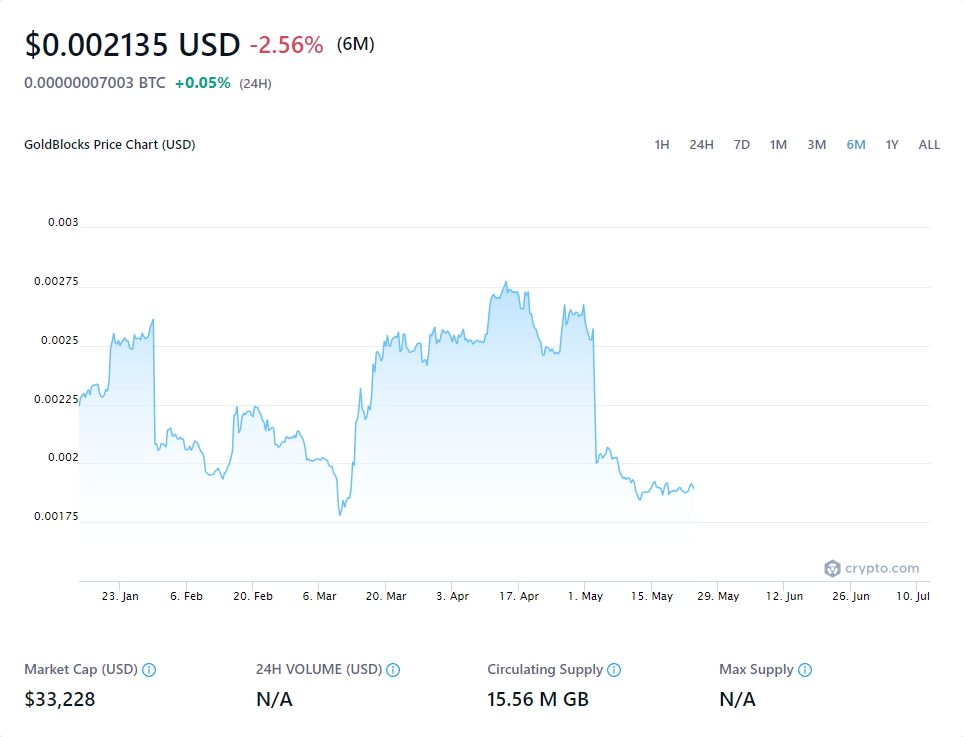 $0.002135 USD -2.56% (6M)
0.00000007003 BTC +0.05% (24H)
GoldBlocks Price Chart (USD) 1H 24H 7D 1M 3M 6M 1Y ALL
0.003
0.00275
0.0025
0.00225
0.002
0.00175
crypto.com
23. Jan 6. Feb 20. Feb 6. Mar 20. Mar 3. Apr 17. Apr 1. May 15. May 29. May 12. Jun 26. Jun 10. Jul
Market Cap (USD) 24H VOLUME (USD) Circulating Supply Max Supply
$33,228 N/A 15.56 M GB N/A